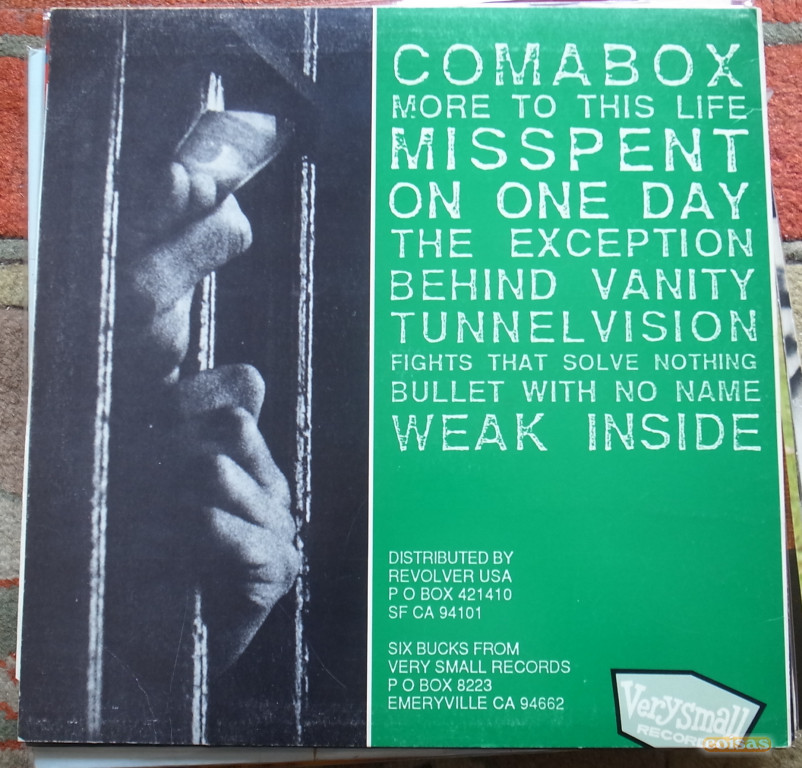 COMABOX
MORE TO THIS LIFE
MISSPENT
ON ONE DAY
THE EXCEPTION
BEHIND VANITY
TUNNELVISION
FIGHTS THAT SOLVE NOTHING
BULLET WITH NO NAME
WEAK INSIDE
DISTRIBUTED BY
REVOLVER USA
P O BOX 421410
SF CA 94101
SIX BUCKS FROM
VERY SMALL RECORDS
P O BOX 8223
EMERYVILLE CA 94662
Verysmall
coisas